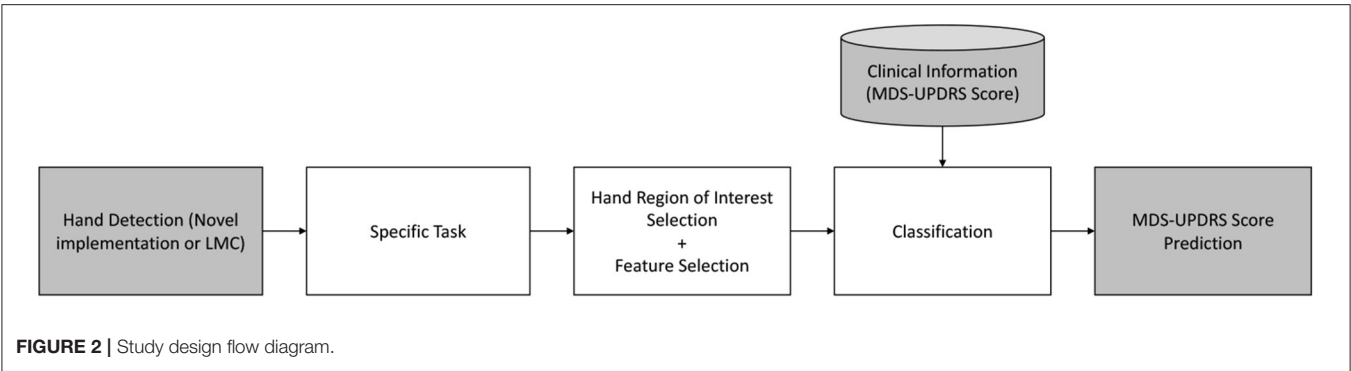 Clinical Information
(MDS-UPDRS Score)
Hand Detection (Novel
implementation or LMC)
Specific Task
Hand Region of Interest
Selection
+
Feature Selection
Classification
MDS-UPDRS Score
Prediction
FIGURE 2 | Study design flow diagram.